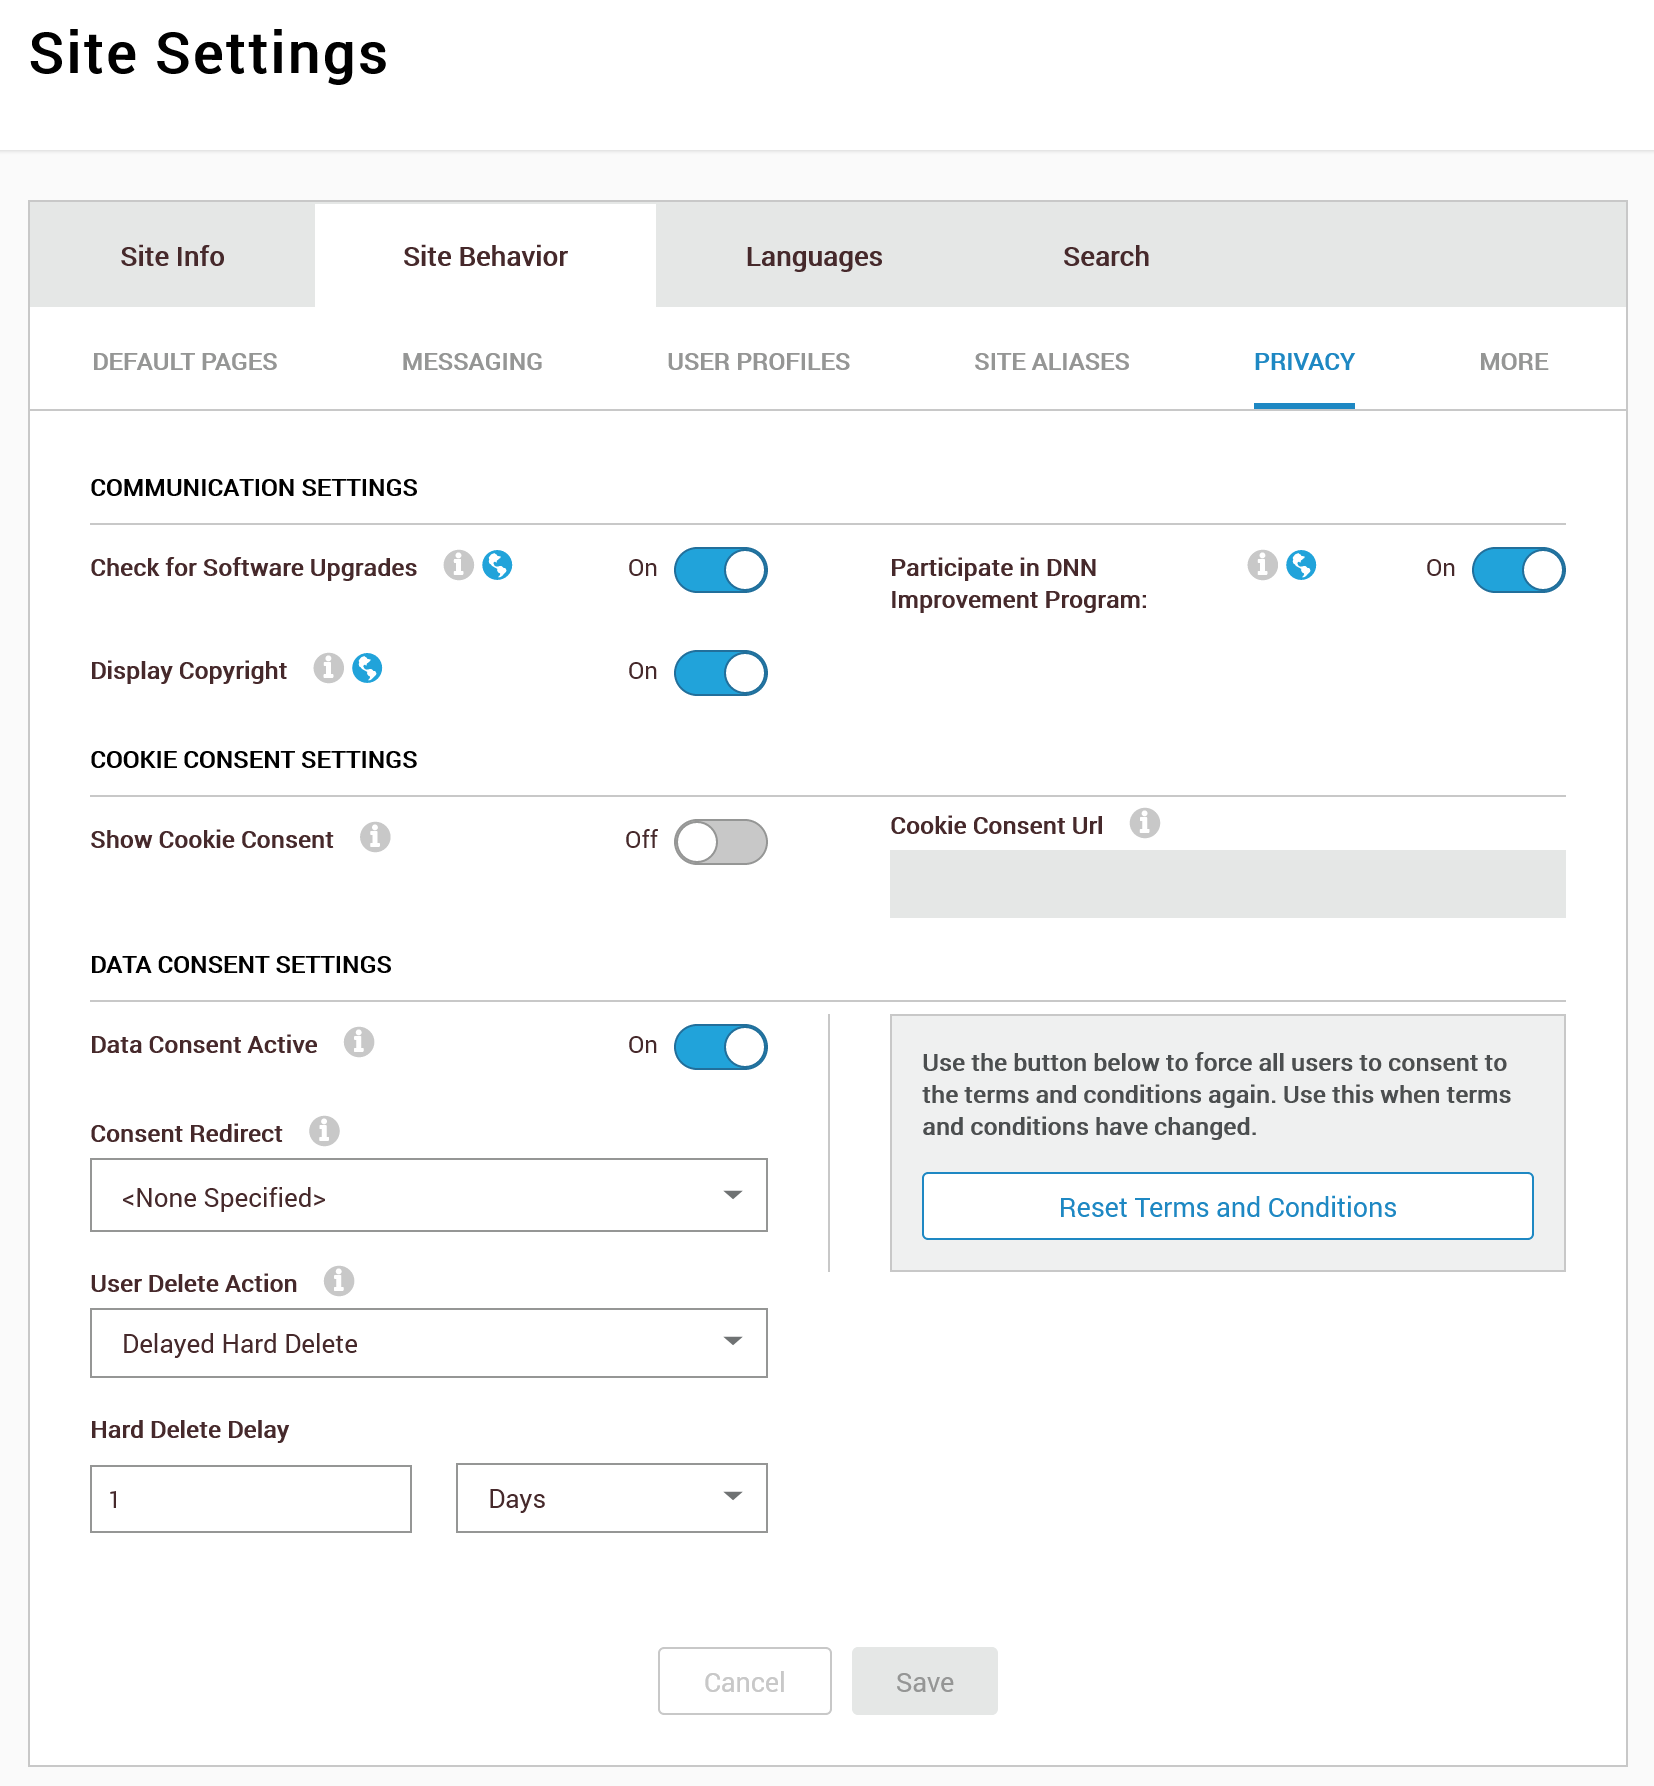 Site Settings
Site Info
Site Behavior
Languages
Search
DEFAULT PAGES
MESSAGING
USER PROFILES
SITE ALIASES
PRIVACY
MORE
COMMUNICATION SETTINGS
Check for Software Upgrades
On
Participate in DNN
Improvement Program:
On
Display Copyright
On
COOKIE CONSENT SETTINGS
Show Cookie Consent
Off
Cookie Consent Url
DATA CONSENT SETTINGS
Data Consent Active
On
Consent Redirect
<None Specified>
User Delete Action
Delayed Hard Delete
Hard Delete Delay
1
Days
Use the button below to force all users to consent to
the terms and conditions again. Use this when terms
and conditions have changed.
Reset Terms and Conditions
Cancel
Save